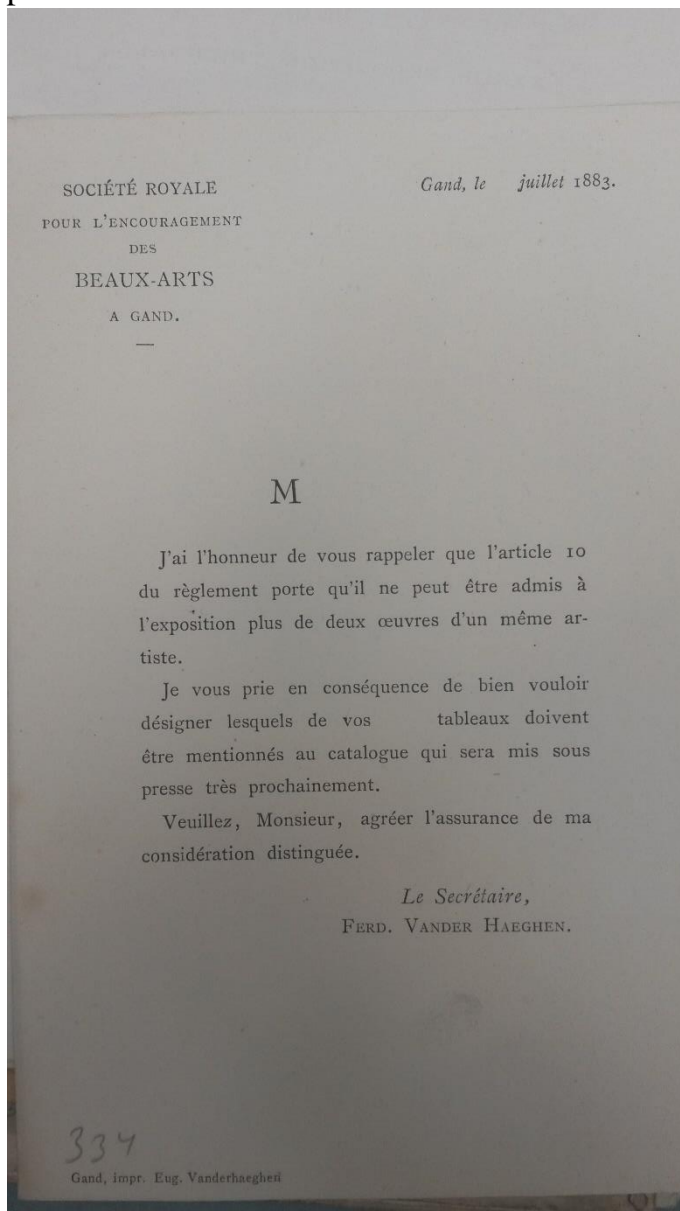 SOCIÉTÉ ROYALE
POUR L'ENCOURAGEMENT
DES
BEAUX-ARTS
A GAND.
Gand, le juillet 1883.
M
J'ai l'honneur de vous rappeler que l'article 10
du règlement porte qu'il ne peut être admis à
l'exposition plus de deux œuvres d'un même ar-
tiste.
Je vous prie en conséquence de bien vouloir
désigner lesquels de vos tableaux doivent
être mentionnés au catalogue qui sera mis sous
presse très prochainement.
Veuillez, Monsieur, agréer l'assurance de ma
considération distinguée.
Le Secrétaire,
FERD. VANDER HAEGHEN.
334
Gand, impr. Eug. Vanderhaeghen